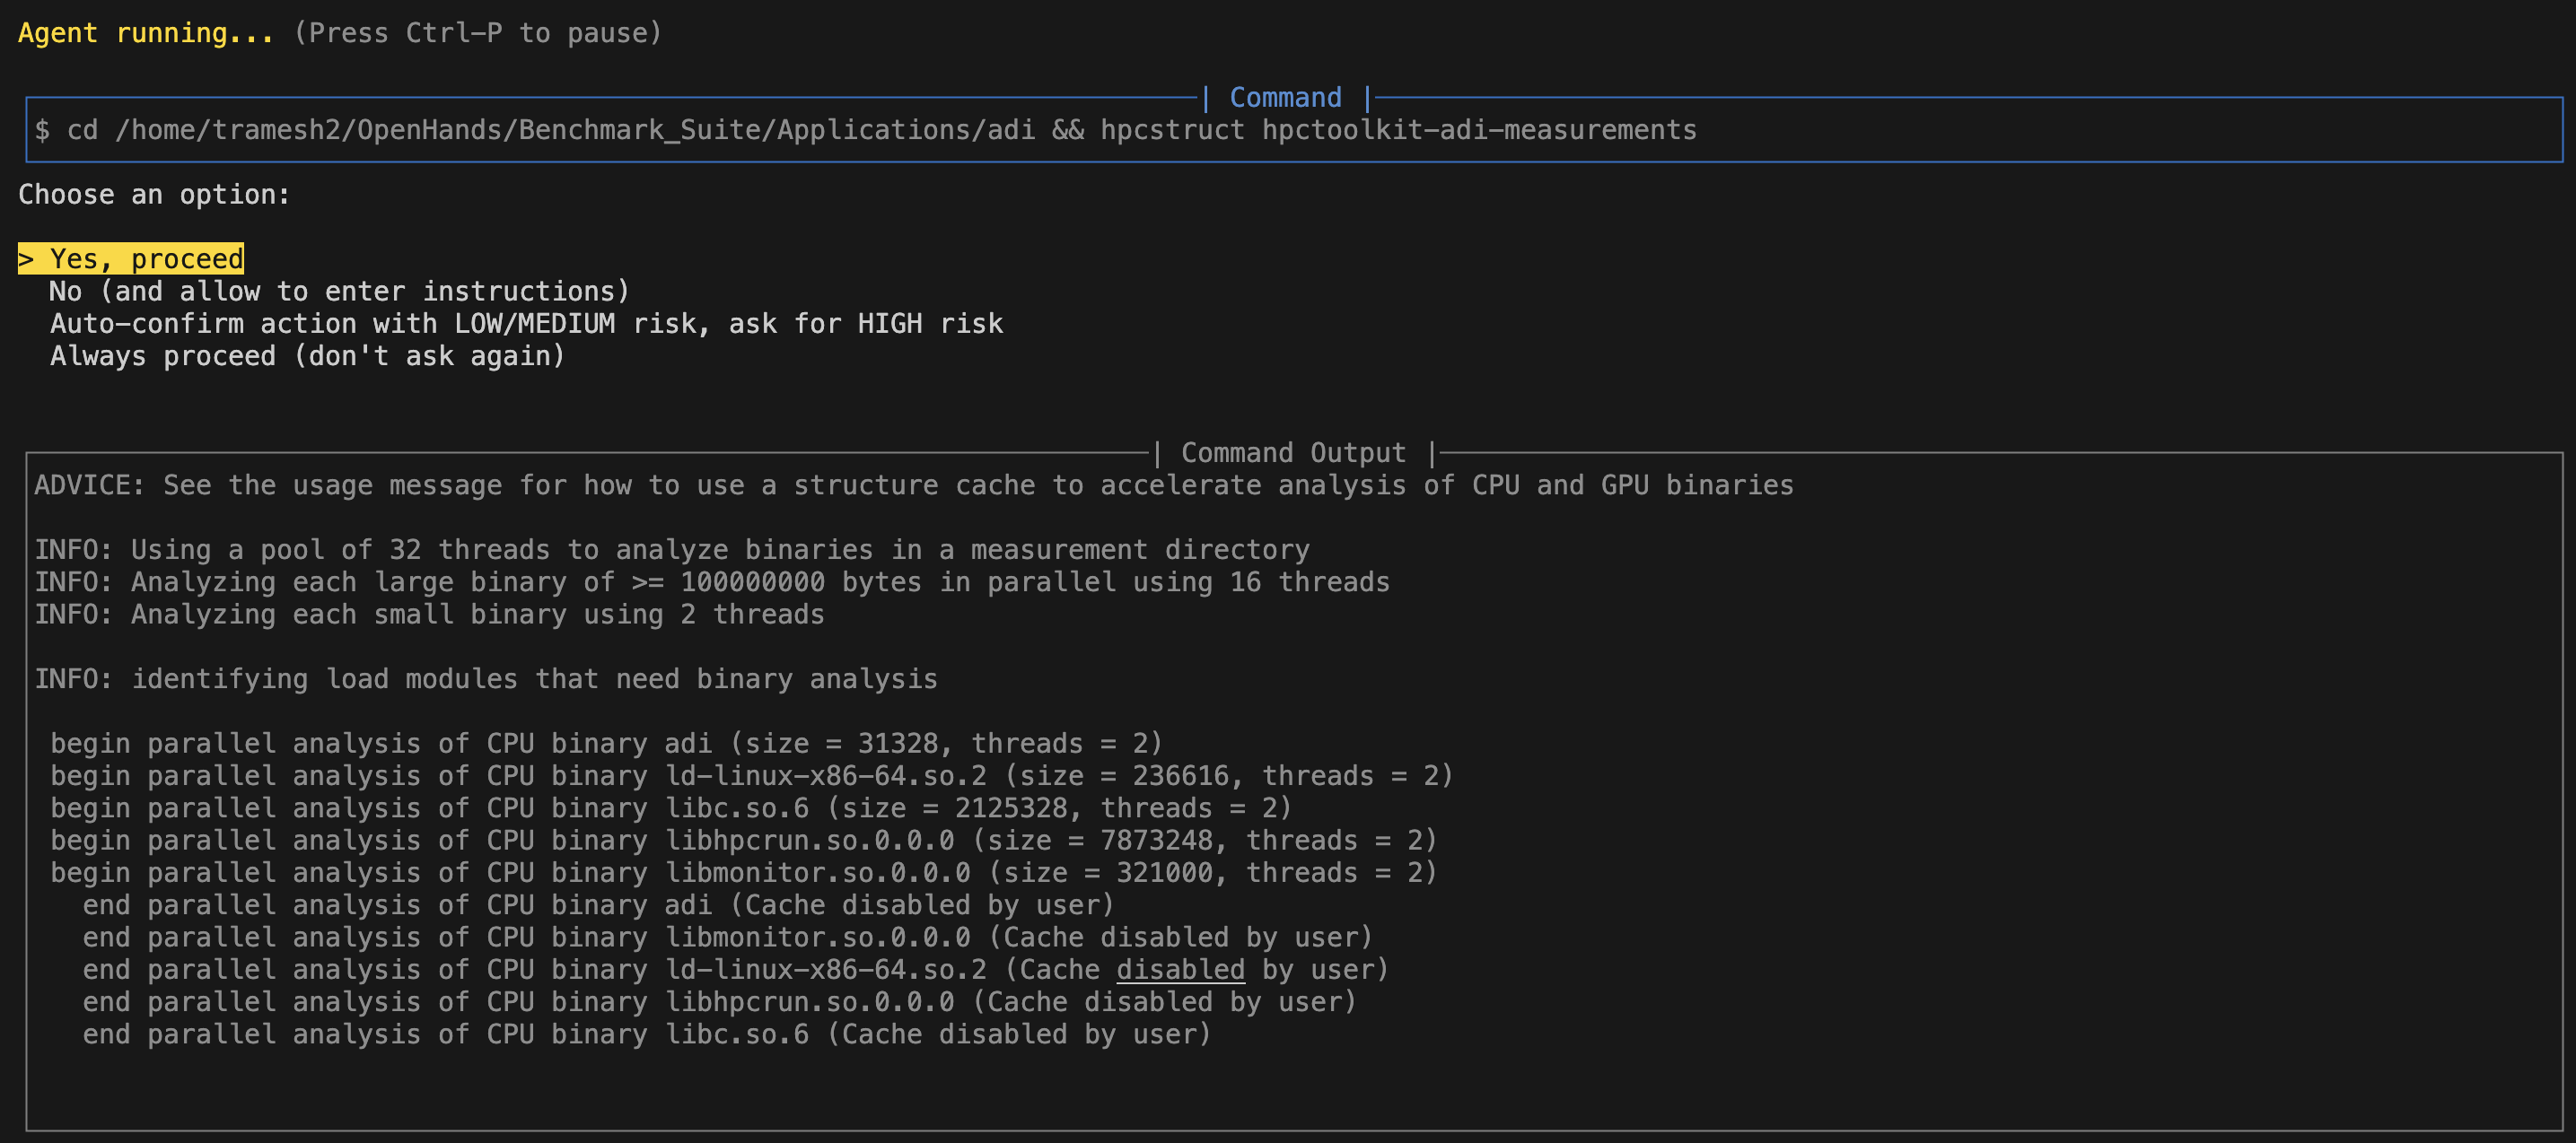 Agent running... (Press Ctrl-P to pause)
| Command |
$ cd /home/tramesh2/OpenHands/Benchmark_Suite/Applications/adi && hpcstruct hpctoolkit-adi-measurements
Choose an option:
> Yes, proceed
No (and allow to enter instructions)
Auto-confirm action with LOW/MEDIUM risk, ask for HIGH risk
Always proceed (don't ask again)
| Command Output |
ADVICE: See the usage message for how to use a structure cache to accelerate analysis of CPU and GPU binaries
INFO: Using a pool of 32 threads to analyze binaries in a measurement directory
INFO: Analyzing each large binary of >= 100000000 bytes in parallel using 16 threads
INFO: Analyzing each small binary using 2 threads
INFO: identifying load modules that need binary analysis
begin parallel analysis of CPU binary adi (size = 31328, threads = 2)
begin parallel analysis of CPU binary ld-linux-x86-64.so.2 (size = 236616, threads = 2)
begin parallel analysis of CPU binary libc.so.6 (size = 2125328, threads = 2)
begin parallel analysis of CPU binary libhpcrun.so.0.0.0 (size = 7873248, threads = 2)
begin parallel analysis of CPU binary libmonitor.so.0.0.0 (size = 321000, threads = 2)
end parallel analysis of CPU binary adi (Cache disabled by user)
end parallel analysis of CPU binary libmonitor.so.0.0.0 (Cache disabled by user)
end parallel analysis of CPU binary ld-linux-x86-64.so.2 (Cache disabled by user)
end parallel analysis of CPU binary libhpcrun.so.0.0.0 (Cache disabled by user)
end parallel analysis of CPU binary libc.so.6 (Cache disabled by user)